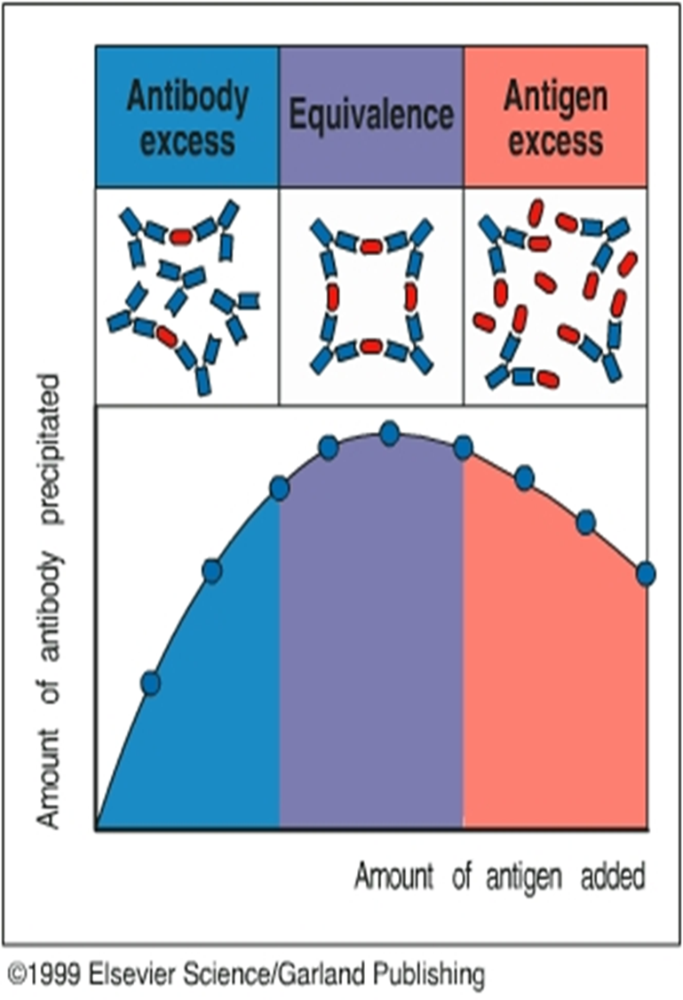 Antibody
excess
Equivalence
Antigen
excess
Amount of antibody precipitated
Amount of antigen added
©1999 Elsevier Science/Garland Publishing